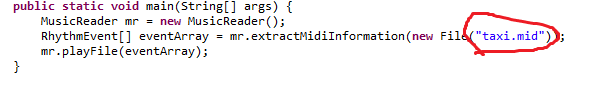 public static void main(String[] args) {
MusicReader mr = new MusicReader();
RhythmEvent[] eventArray = mr.extractMidiInformation(new File("taxi.mid"));
mr.playFile(eventArray);
}